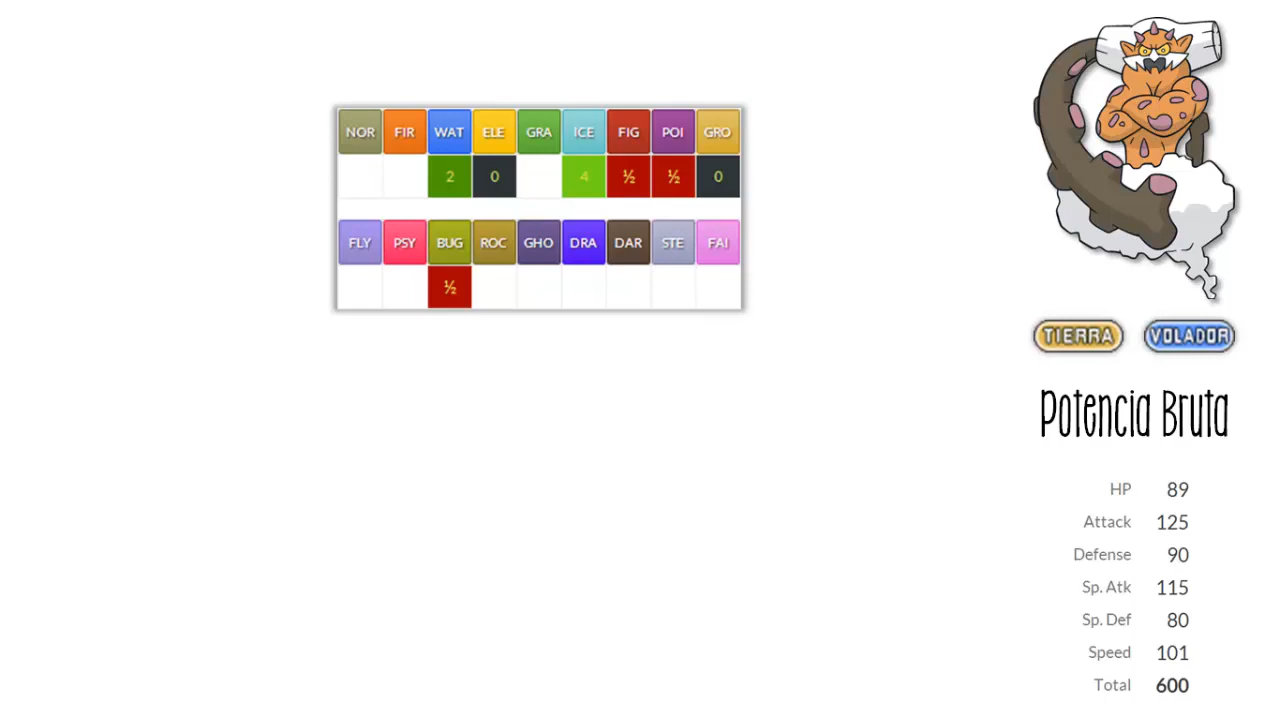 NOR FIR WAT ELE GRA ICE FIG POI GRO
2 0 4 ½ ½ 0
FLY PSY BUG ROC GHO DRA DAR STE FAI
½
TIERRA VOLADOR
Potencia Bruta
HP 89
Attack 125
Defense 90
Sp. Atk 115
Sp. Def 80
Speed 101
Total 600